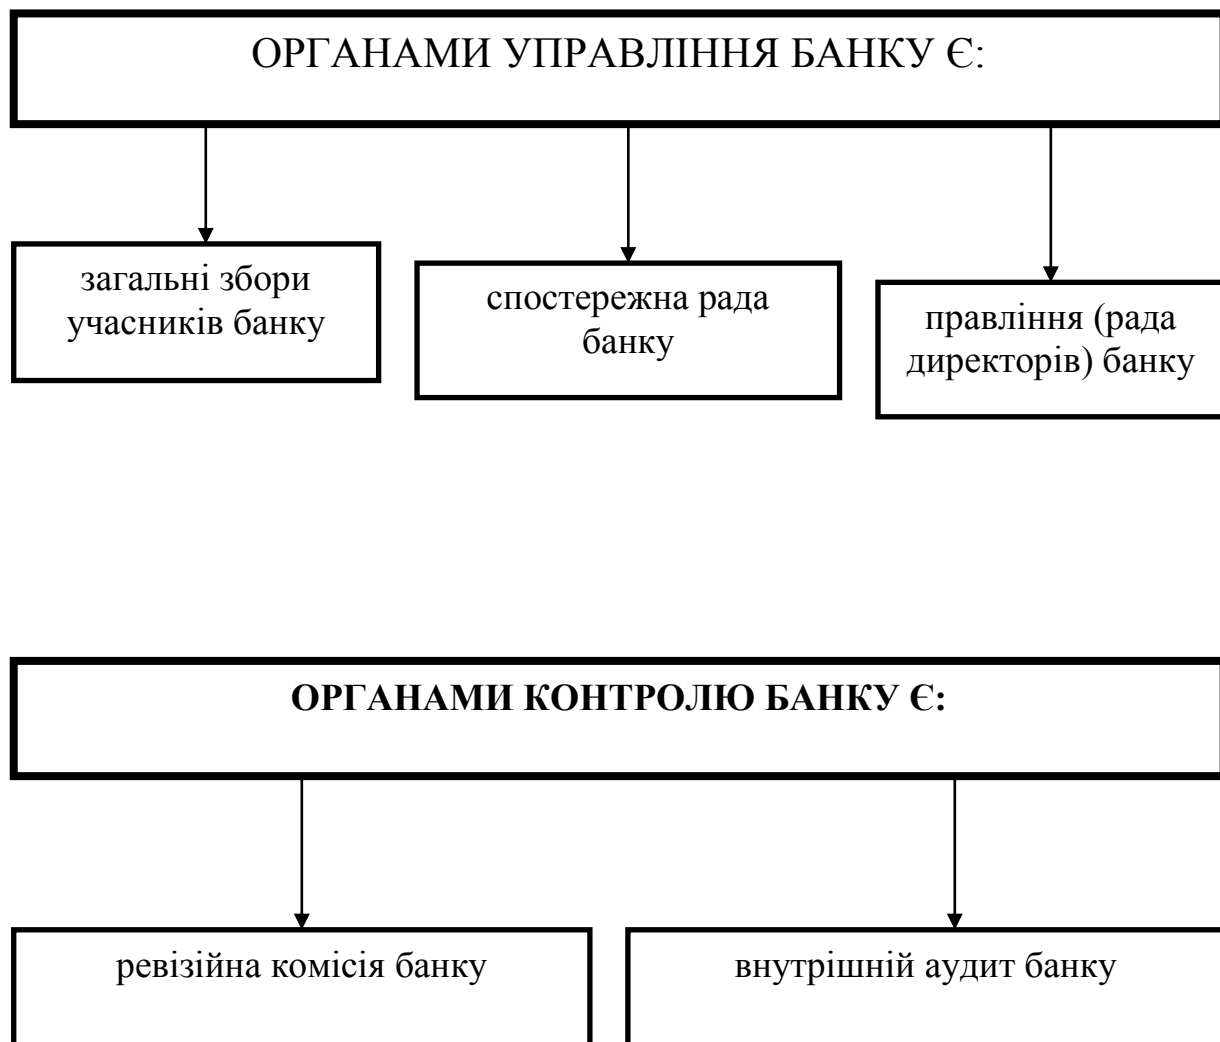 ОРГАНАМИ УПРАВЛІННЯ БАНКУ Є:
загальні збори
учасників банку
спостережна рада
банку
правління (рада
директорів) банку
ОРГАНАМИ КОНТРОЛЮ БАНКУ Є:
ревізійна комісія банку
внутрішній аудит банку